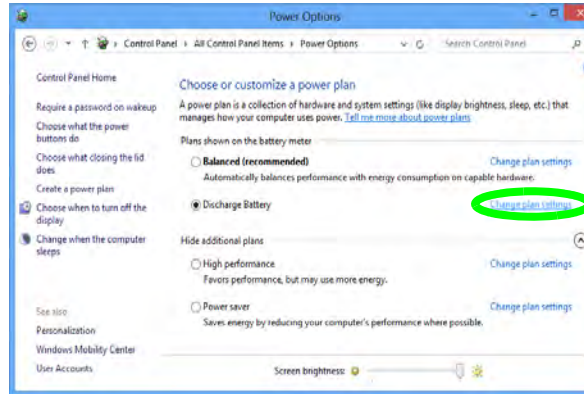 Power Options
Control Panel › All Control Panel Items › Power Options
Search Control Panel
Control Panel Home
Require a password on wakeup
Choose what the power
buttons do
Choose what closing the lid
does
Create a power plan
Choose when to turn off the
display
Change when the computer
sleeps
See also
Personalization
Windows Mobility Center
User Accounts
Choose or customize a power plan
A power plan is a collection of hardware and system settings (like display brightness, sleep, etc.) that
manages how your computer uses power. Tell me more about power plans
Plans shown on the battery meter
Balanced (recommended) Change plan settings
Automatically balances performance with energy consumption on capable hardware.
Discharge Battery Change plan settings
Hide additional plans
High performance Change plan settings
Favors performance, but may use more energy.
Power saver Change plan settings
Saves energy by reducing your computer's performance where possible.
Screen brightness: